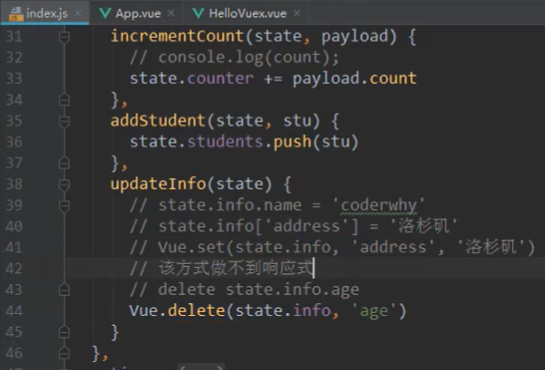 index.js App.vue HelloVuex.vue
31 incrementCount(state, payload) {
32 // console.log(count);
33 state.counter += payload.count
34 },
35 addStudent(state, stu) {
36 state.students.push(stu)
37 },
38 updateInfo(state) {
39 // state.info.name = 'coderwhy'
40 // state.info['address'] = '洛杉矶'
41 // Vue.set(state.info, 'address', '洛杉矶')
42 // 该方式做不到响应式
43 // delete state.info.age
44 Vue.delete(state.info, 'age')
45 }
46 },